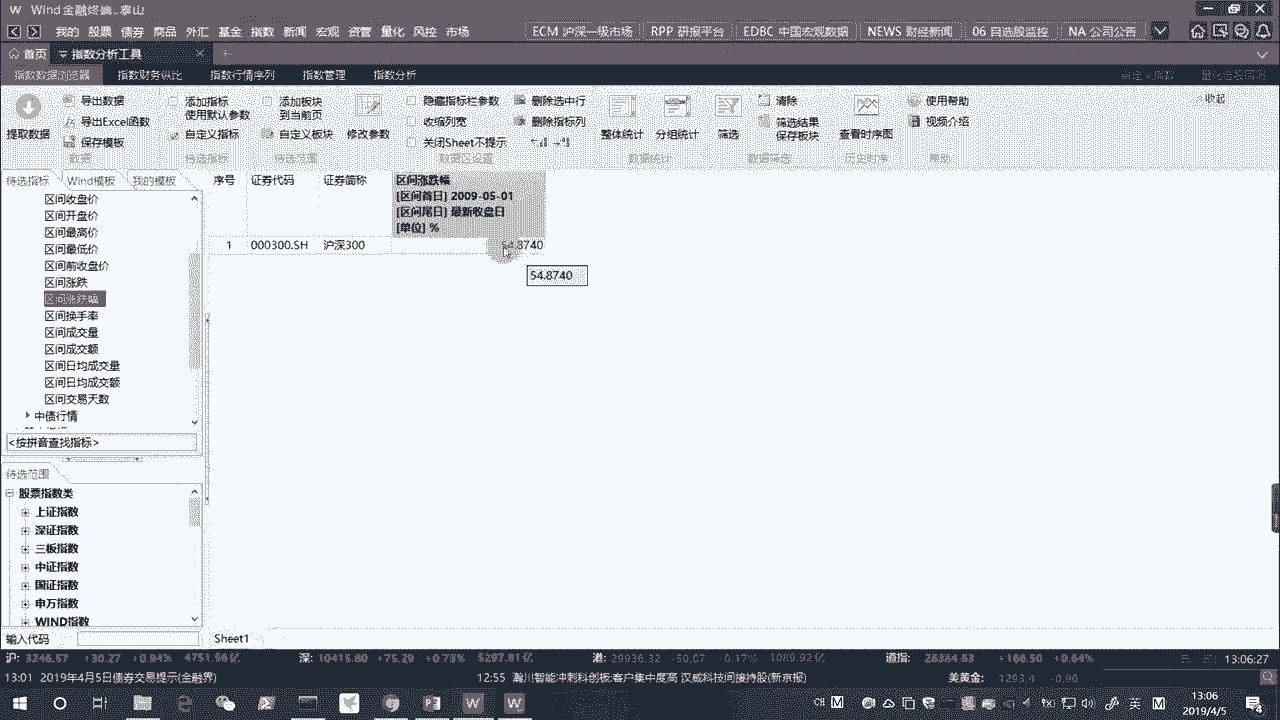 Wind金融终端-泰山
我的 股票 债券 商品 外汇 基金 指数 新闻 宏观 资管 量化 风控 市场 ECM 沪深一级市场 RPP 研报平台 EDBC 中国宏观数据 NEWS 财经新闻 06 自选股监控 NA 公司公告
首页 指数分析工具
指数数据浏览器 指数财务纵比 指数行情序列 指数管理 指数分析 自定义指数
提取数据 导出数据 导出Excel函数 保存模板
数据
添加指标 使用默认参数 自定义指标
待选指标
添加板块 到当前页 自定义板块
待选范围
修改参数
隐藏指标栏参数 收缩列宽 关闭Sheet不提示
删除选中行 删除指标列
数据区设置
整体统计 分组统计
数据统计
筛选 清除 筛选结果 保存板块
数据筛选
查看时序图
历史时序
使用帮助 视频介绍
帮助
收起
待选指标 Wind模板 我的模板
区间收盘价
区间开盘价
区间最高价
区间最低价
区间前收盘价
区间涨跌
区间涨跌幅
区间换手率
区间成交量
区间成交额
区间日均成交量
区间日均成交额
区间交易天数
中债行情
<按拼音查找指标>
待选范围
股票指数类
上证指数
深证指数
三板指数
中证指数
国证指数
申万指数
WIND指数
输入代码
序号 证券代码 证券简称 区间涨跌幅
[区间首日] 2009-05-01
[区间尾日] 最新收盘日
[单位] %
1 000300.SH 沪深300 54.8740
54.8740
Sheet1
沪: 3246.57 +30.27 +0.94% 4751.96亿 深: 10415.80 +75.29 +0.73% 5297.81亿 港: 29936.32 -50.07 -0.17% 1089.92亿 道指: +166.50 +0.64% 13:06:27
13:01 2019年4月5日债券交易提示(金融界) 12:55 瀚川智能冲刺科创板:客户集中度高 汉威科技间接持股(新京报) 美黄金: 1293.4 -0.90
CH M 英 M
13:06
2019/4/5